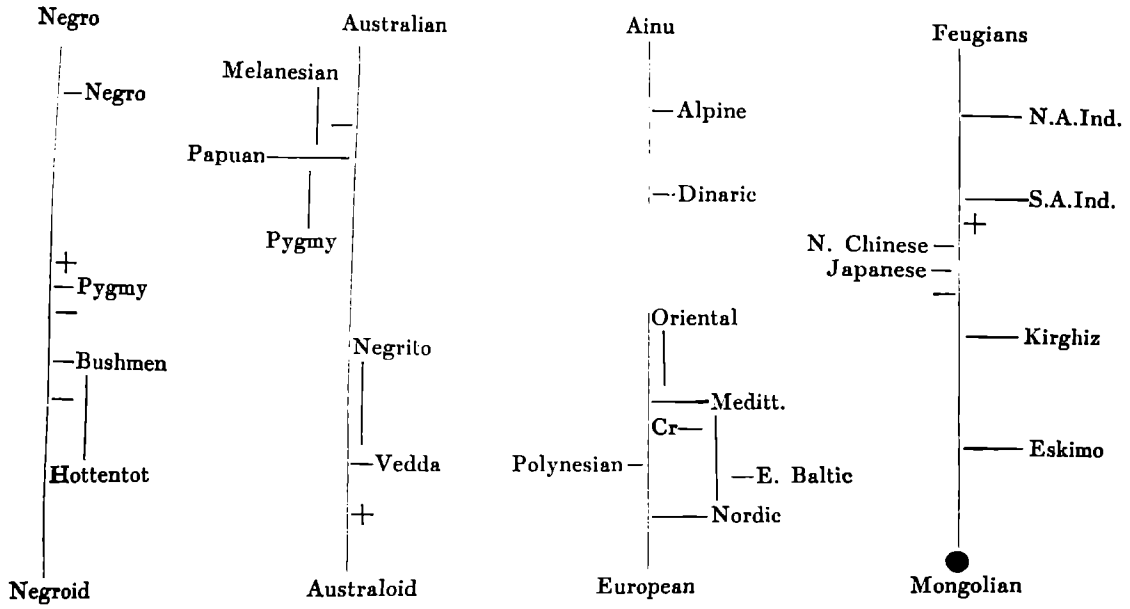 Negro
Negro
+
Pygmy
Bushmen
Hottentot
Negroid
Australian
Melanesian
Papuan
Pygmy
Negrito
Vedda
+
Australoid
Ainu
Alpine
Dinaric
Oriental
Meditt.
Cr
Polynesian
E. Baltic
Nordic
European
Feugians
N.A.Ind.
S.A.Ind.
+
N. Chinese
Japanese
Kirghiz
Eskimo
Mongolian